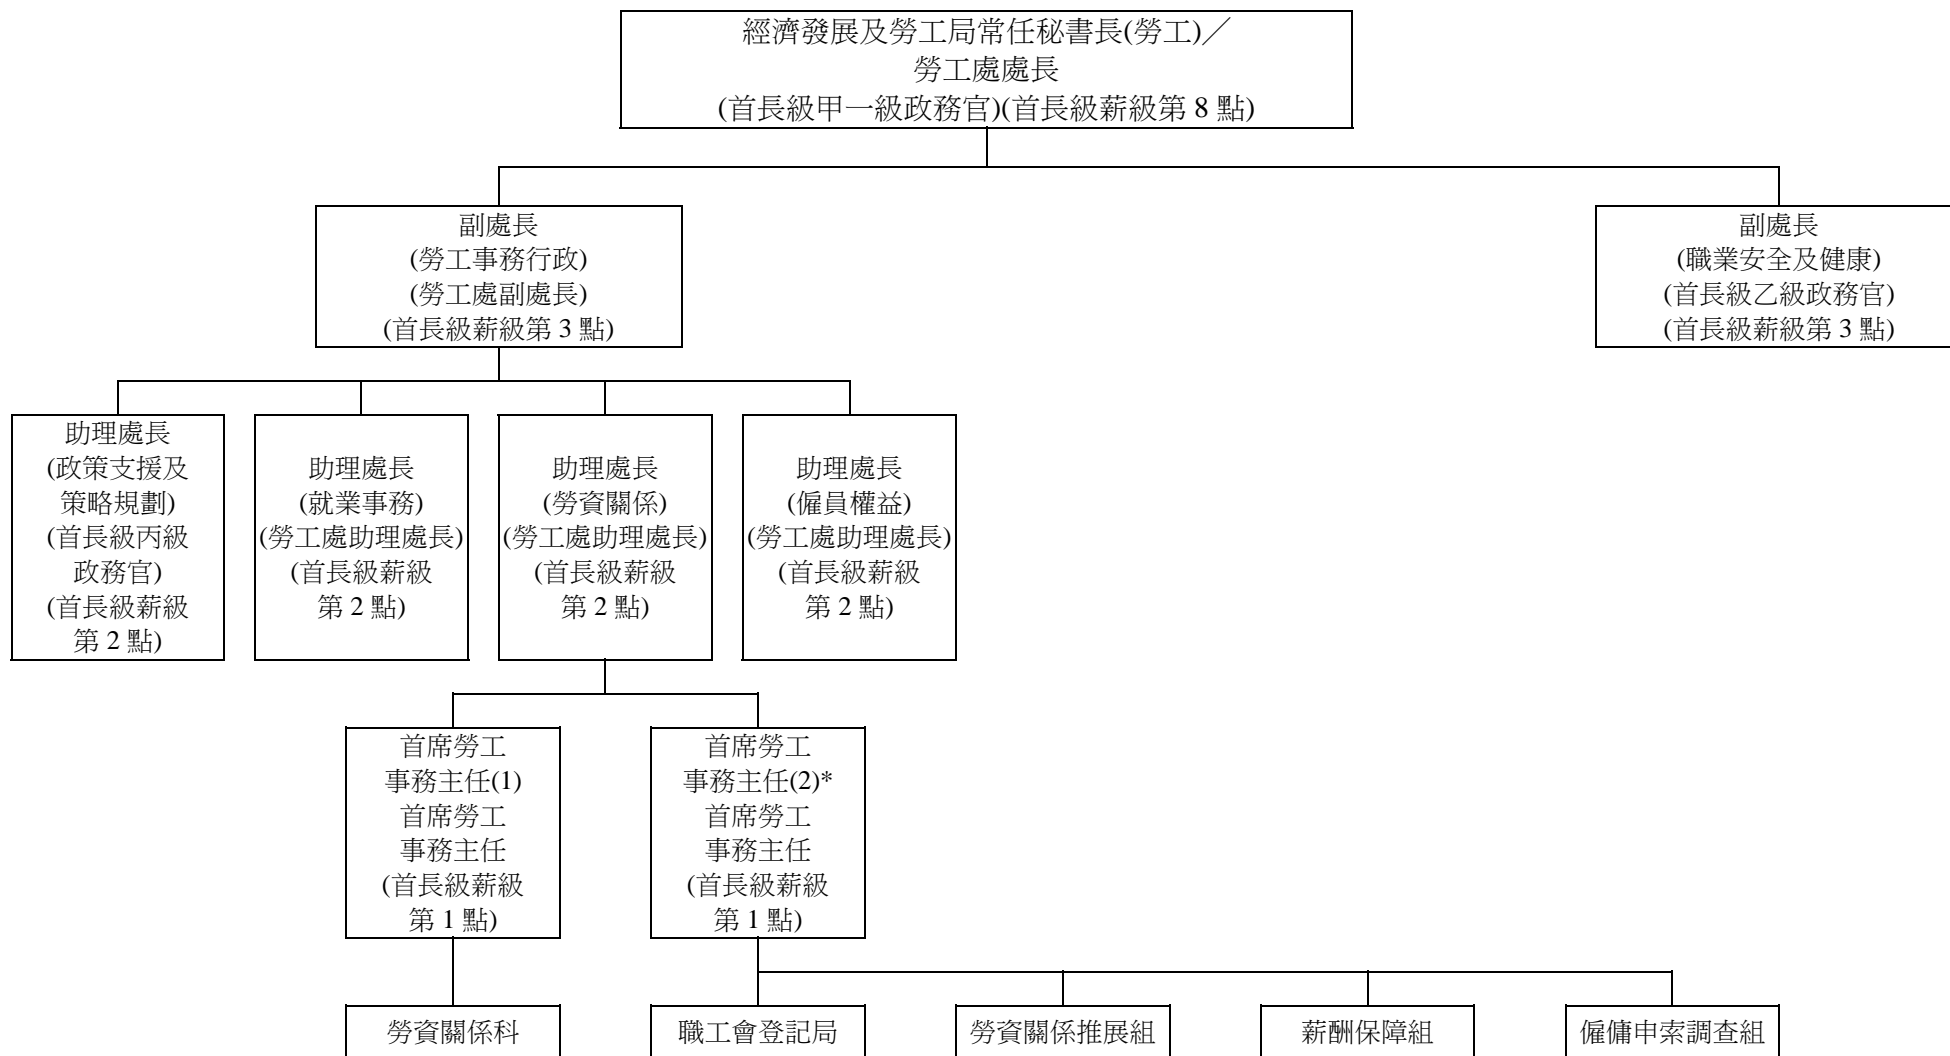 經濟發展及勞工局常任秘書長(勞工)／
勞工處處長
(首長級甲一級政務官)(首長級薪級第 8 點)
副處長
(勞工事務行政)
(勞工處副處長)
(首長級薪級第 3 點)
副處長
(職業安全及健康)
(首長級乙級政務官)
(首長級薪級第 3 點)
助理處長
(政策支援及
策略規劃)
(首長級丙級
政務官)
(首長級薪級
第 2 點)
助理處長
(就業事務)
(勞工處助理處長)
(首長級薪級
第 2 點)
助理處長
(勞資關係)
(勞工處助理處長)
(首長級薪級
第 2 點)
助理處長
(僱員權益)
(勞工處助理處長)
(首長級薪級
第 2 點)
首席勞工
事務主任(1)
首席勞工
事務主任
(首長級薪級
第 1 點)
首席勞工
事務主任(2)*
首席勞工
事務主任
(首長級薪級
第 1 點)
勞資關係科
職工會登記局
勞資關係推展組
薪酬保障組
僱傭申索調查組